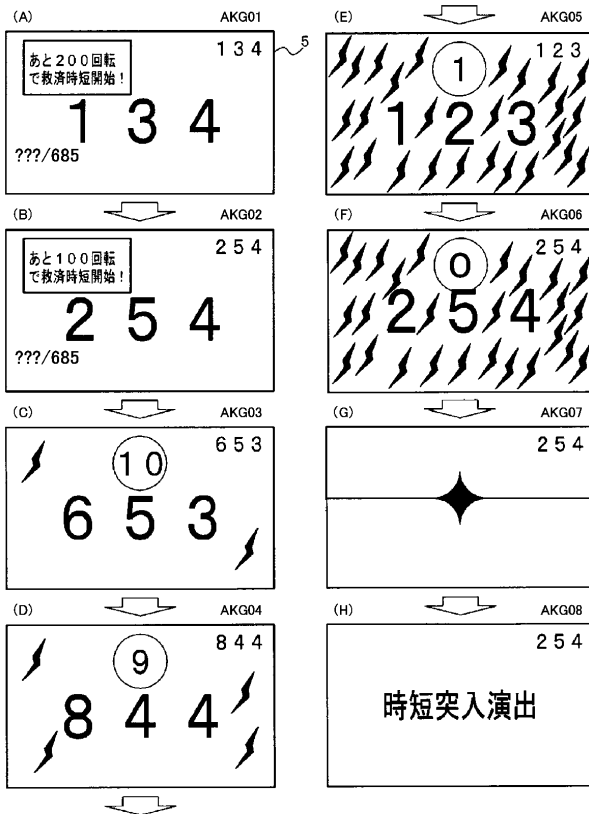 (A) AKG01
134
5
あと200回転
で救済時短開始!
1 3 4
???/685
(B) AKG02
254
あと100回転
で救済時短開始!
2 5 4
???/685
(C) AKG03
653
10
6 5 3
(D) AKG04
844
9
8 4 4
(E) AKG05
123
1
1 2 3
(F) AKG06
254
0
2 5 4
(G) AKG07
254
(H) AKG08
254
時短突入演出